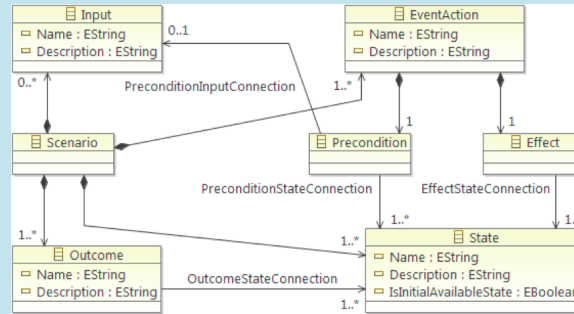 Input
Name : EString
Description : EString
EventAction
Name : EString
Description : EString
0..1
0..*
PreconditionInputConnection
1..*
1
1
Scenario
Precondition
Effect
PreconditionStateConnection
EffectStateConnection
1..*
1..*
1..*
Outcome
Name : EString
Description : EString
OutcomeStateConnection
1..*
State
Name : EString
Description : EString
IsInitialAvailableState :